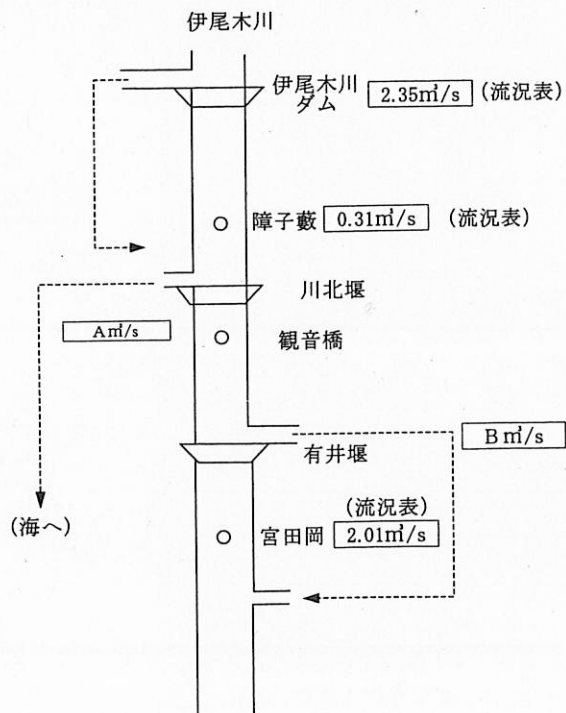 伊尾木川
伊尾木川
ダム
2.35㎥/s (流況表)
障子藪 0.31㎥/s (流況表)
川北堰
A㎥/s
観音橋
B㎥/s
有井堰
(流況表)
(海へ)
宮田岡 2.01㎥/s